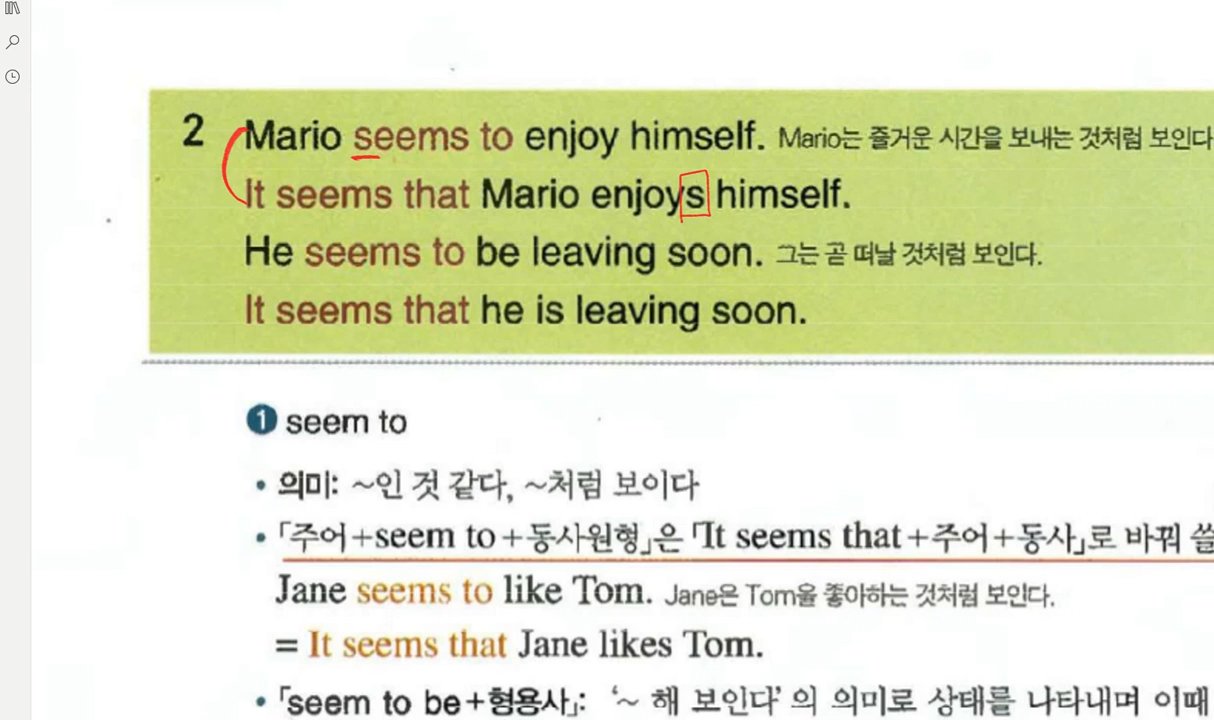 2 Mario seems to enjoy himself. Mario는 즐거운 시간을 보내는 것처럼 보인다
It seems that Mario enjoys himself.
He seems to be leaving soon. 그는 곧 떠날 것처럼 보인다.
It seems that he is leaving soon.
1 seem to
• 의미: ~인 것 같다, ~처럼 보이다
• 「주어+seem to+동사원형」은 「It seems that+주어+동사」로 바꿔 쓸
Jane seems to like Tom. Jane은 Tom을 좋아하는 것처럼 보인다.
= It seems that Jane likes Tom.
• 「seem to be+형용사」: ‘~ 해 보인다’ 의 의미로 상태를 나타내며 이때